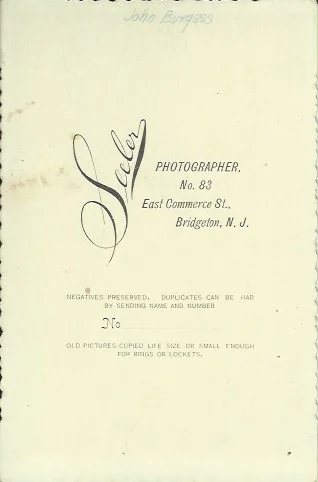 John Burgess
Seeler
PHOTOGRAPHER,
No. 83
East Commerce St.,
Bridgeton, N. J.
NEGATIVES PRESERVED. DUPLICATES CAN BE HAD
BY SENDING NAME AND NUMBER
No
OLD PICTURES COPIED LIFE SIZE OR SMALL ENOUGH
FOR RINGS OR LOCKETS.